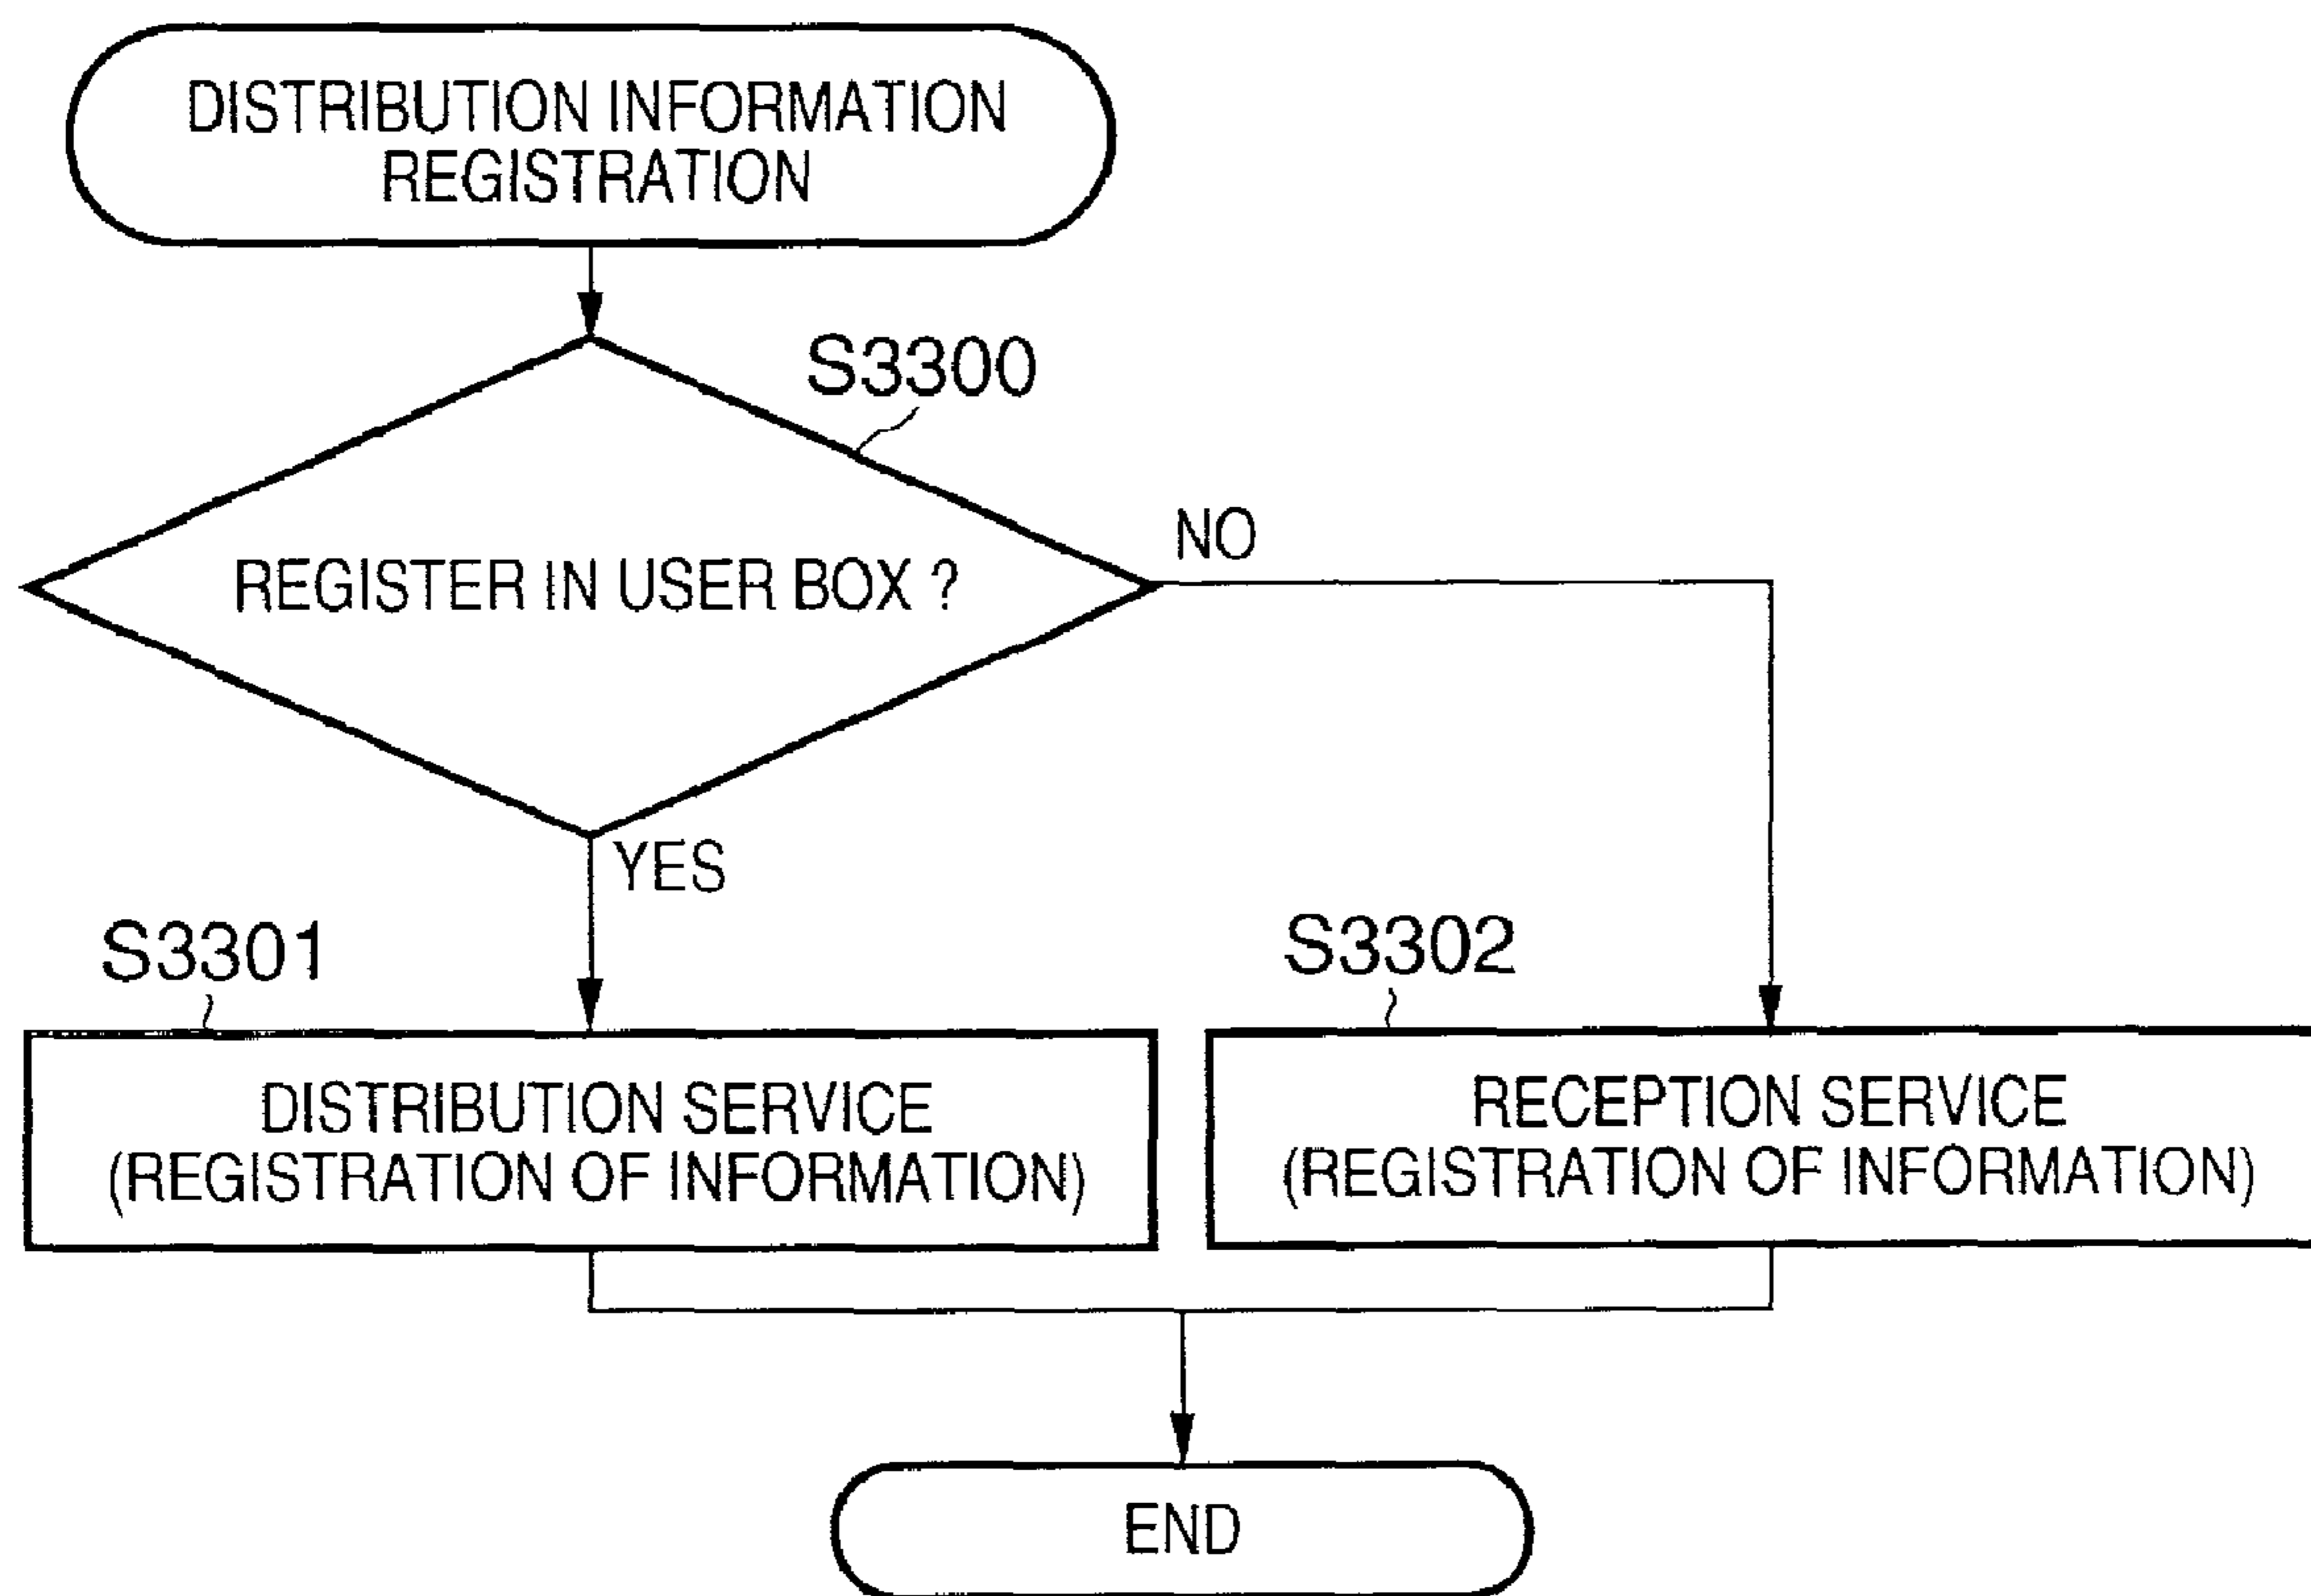 DISTRIBUTION INFORMATION
REGISTRATION
S3300
NO
REGISTER IN USER BOX ?
YES
S3301
S3302
DISTRIBUTION SERVICE
(REGISTRATION OF INFORMATION)
RECEPTION SERVICE
(REGISTRATION OF INFORMATION)
END